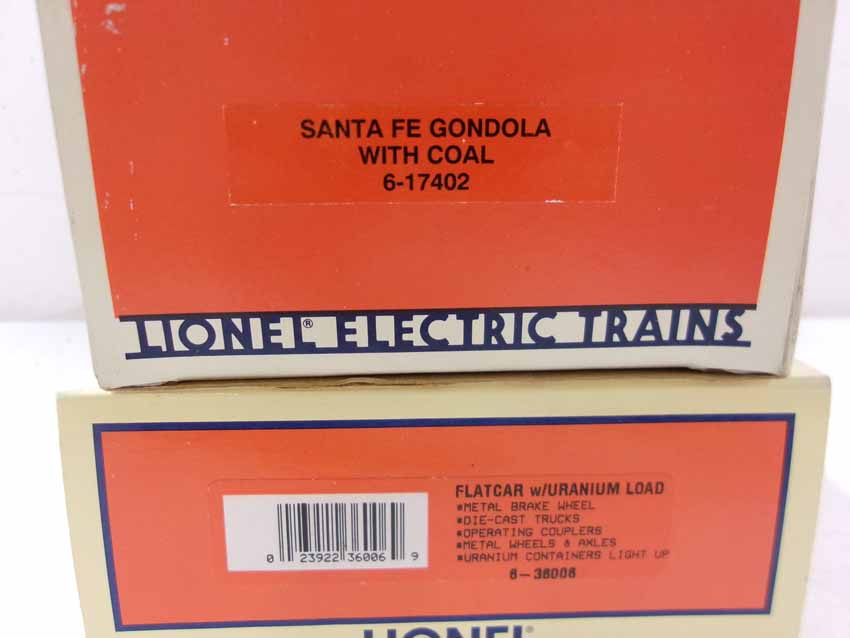 SANTA FE GONDOLA
WITH COAL
6-17402
LIONEL® ELECTRIC TRAINS
FLATCAR w/URANIUM LOAD
*METAL BRAKE WHEEL
*DIE-CAST TRUCKS
*OPERATING COUPLERS
*METAL WHEELS & AXLES
*URANIUM CONTAINERS LIGHT UP
6-36006
0 23922 36006 9
LIONEL®